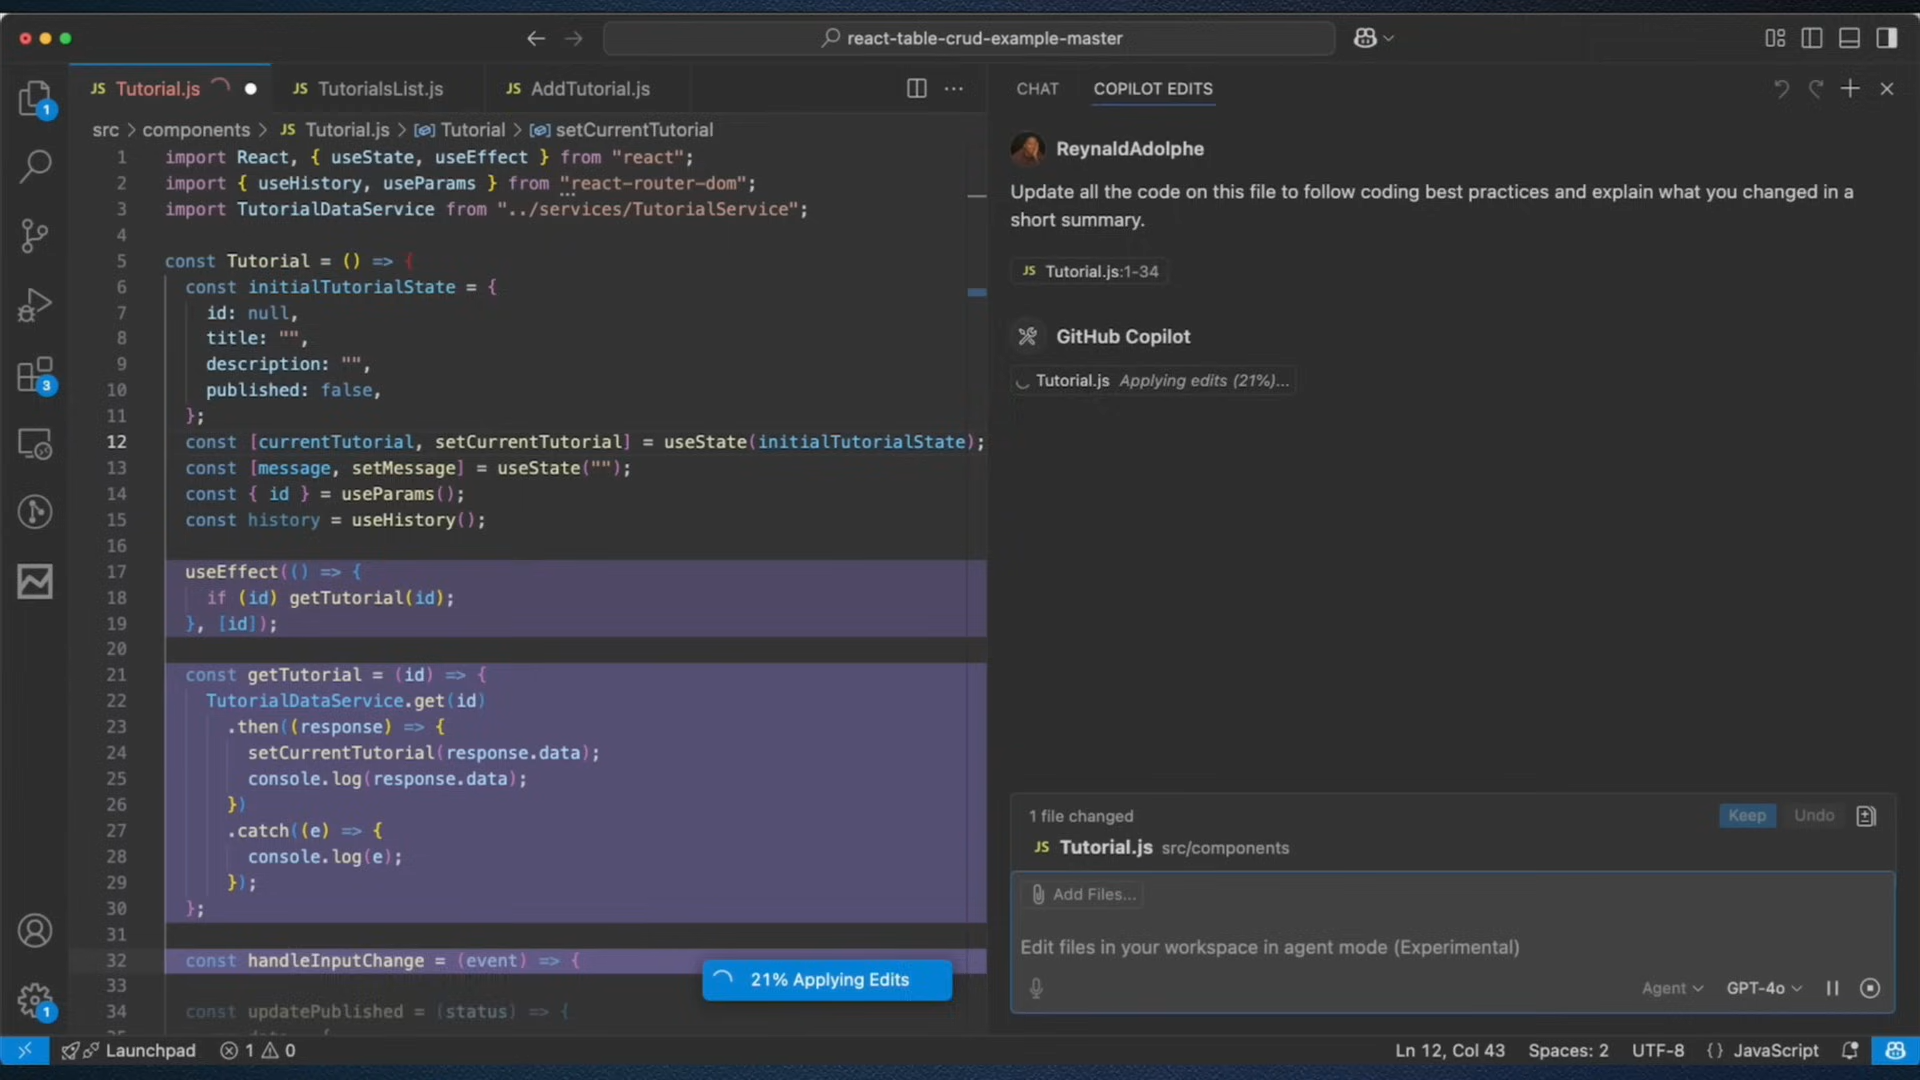 react-table-crud-example-master
JS Tutorial.js
JS TutorialsList.js
JS AddTutorial.js
src > components > JS Tutorial.js > Tutorial > setCurrentTutorial
1 import React, { useState, useEffect } from "react";
2 import { useHistory, useParams } from "react-router-dom";
3 import TutorialDataService from "../services/TutorialService";
4
5 const Tutorial = () => {
6 const initialTutorialState = {
7 id: null,
8 title: "",
9 description: "",
10 published: false,
11 };
12 const [currentTutorial, setCurrentTutorial] = useState(initialTutorialState);
13 const [message, setMessage] = useState("");
14 const { id } = useParams();
15 const history = useHistory();
16
17 useEffect(() => {
18 if (id) getTutorial(id);
19 }, [id]);
20
21 const getTutorial = (id) => {
22 TutorialDataService.get(id)
23 .then((response) => {
24 setCurrentTutorial(response.data);
25 console.log(response.data);
26 })
27 .catch((e) => {
28 console.log(e);
29 });
30 };
31
32 const handleInputChange = (event) => {
33
34 const updatePublished = (status) => {
21% Applying Edits
1
3
1
CHAT
COPILOT EDITS
ReynaldAdolphe
Update all the code on this file to follow coding best practices and explain what you changed in a
short summary.
JS Tutorial.js:1-34
GitHub Copilot
Tutorial.js Applying edits (21%)...
1 file changed
Keep
Undo
JS Tutorial.js src/components
Add Files...
Edit files in your workspace in agent mode (Experimental)
Agent
GPT-4o
Launchpad
1
0
Ln 12, Col 43
Spaces: 2
UTF-8
{} JavaScript